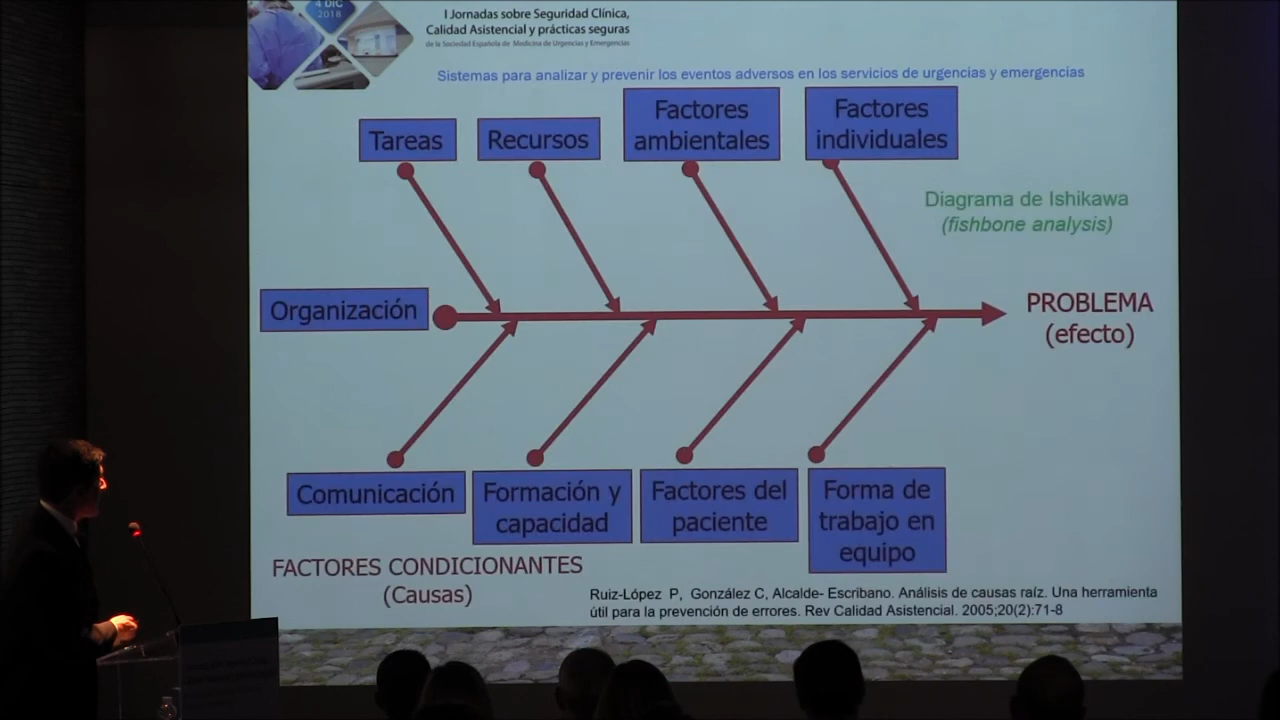 4 DIC
2018
I Jornadas sobre Seguridad Clínica,
Calidad Asistencial y prácticas seguras
de la Sociedad Española de Medicina de Urgencias y Emergencias
Sistemas para analizar y prevenir los eventos adversos en los servicios de urgencias y emergencias
Tareas
Recursos
Factores
ambientales
Factores
individuales
Diagrama de Ishikawa
(fishbone analysis)
Organización
PROBLEMA
(efecto)
Comunicación
Formación y
capacidad
Factores del
paciente
Forma de
trabajo en
equipo
FACTORES CONDICIONANTES
(Causas)
Ruiz-López P, González C, Alcalde- Escribano. Análisis de causas raíz. Una herramienta
útil para la prevención de errores. Rev Calidad Asistencial. 2005;20(2):71-8